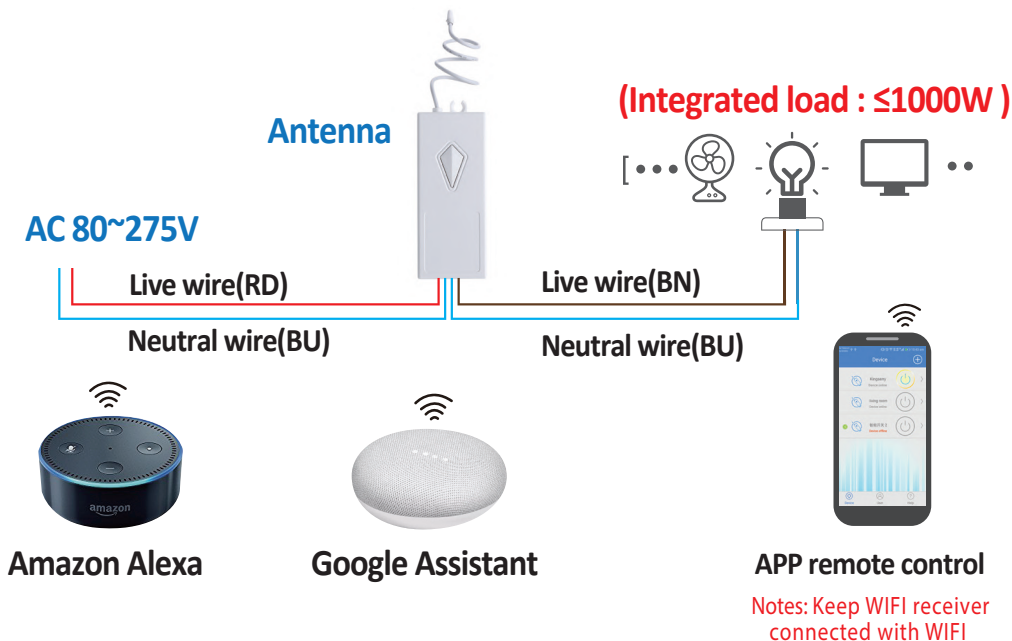 (Integrated load : ≤1000W )
Antenna
AC 80~275V
Live wire(RD)
Live wire(BN)
Neutral wire(BU)
Neutral wire(BU)
Device
amazon
Amazon Alexa
Google Assistant
APP remote control
Notes: Keep WIFI receiver
connected with WIFI